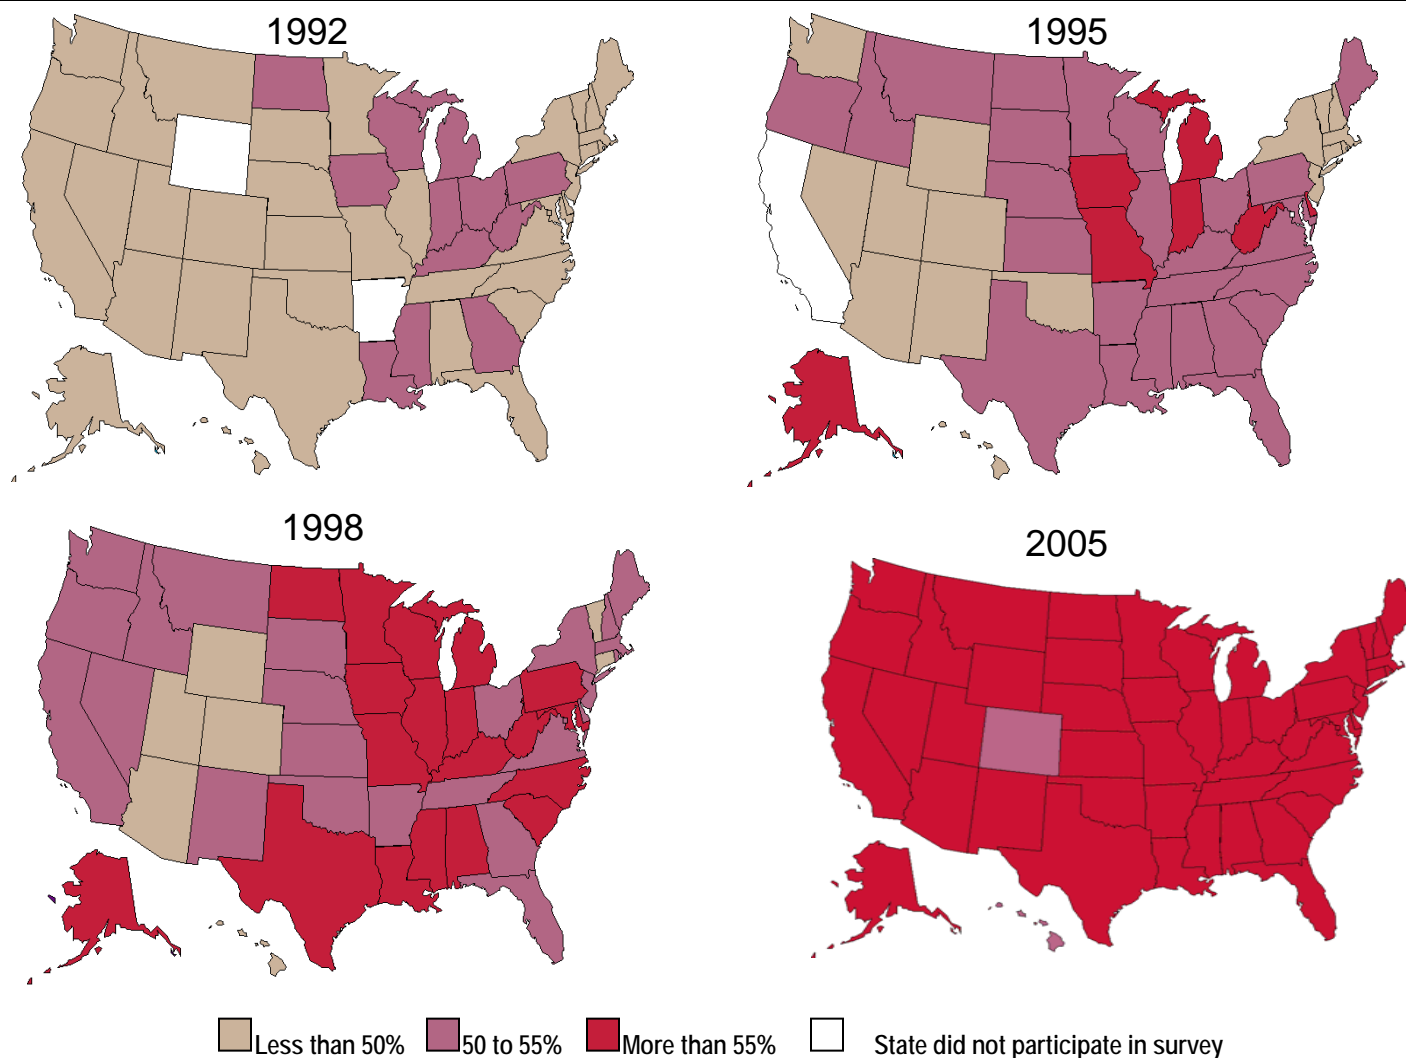 1992
1995
1998
2005
Less than 50%
50 to 55%
More than 55%
State did not participate in survey